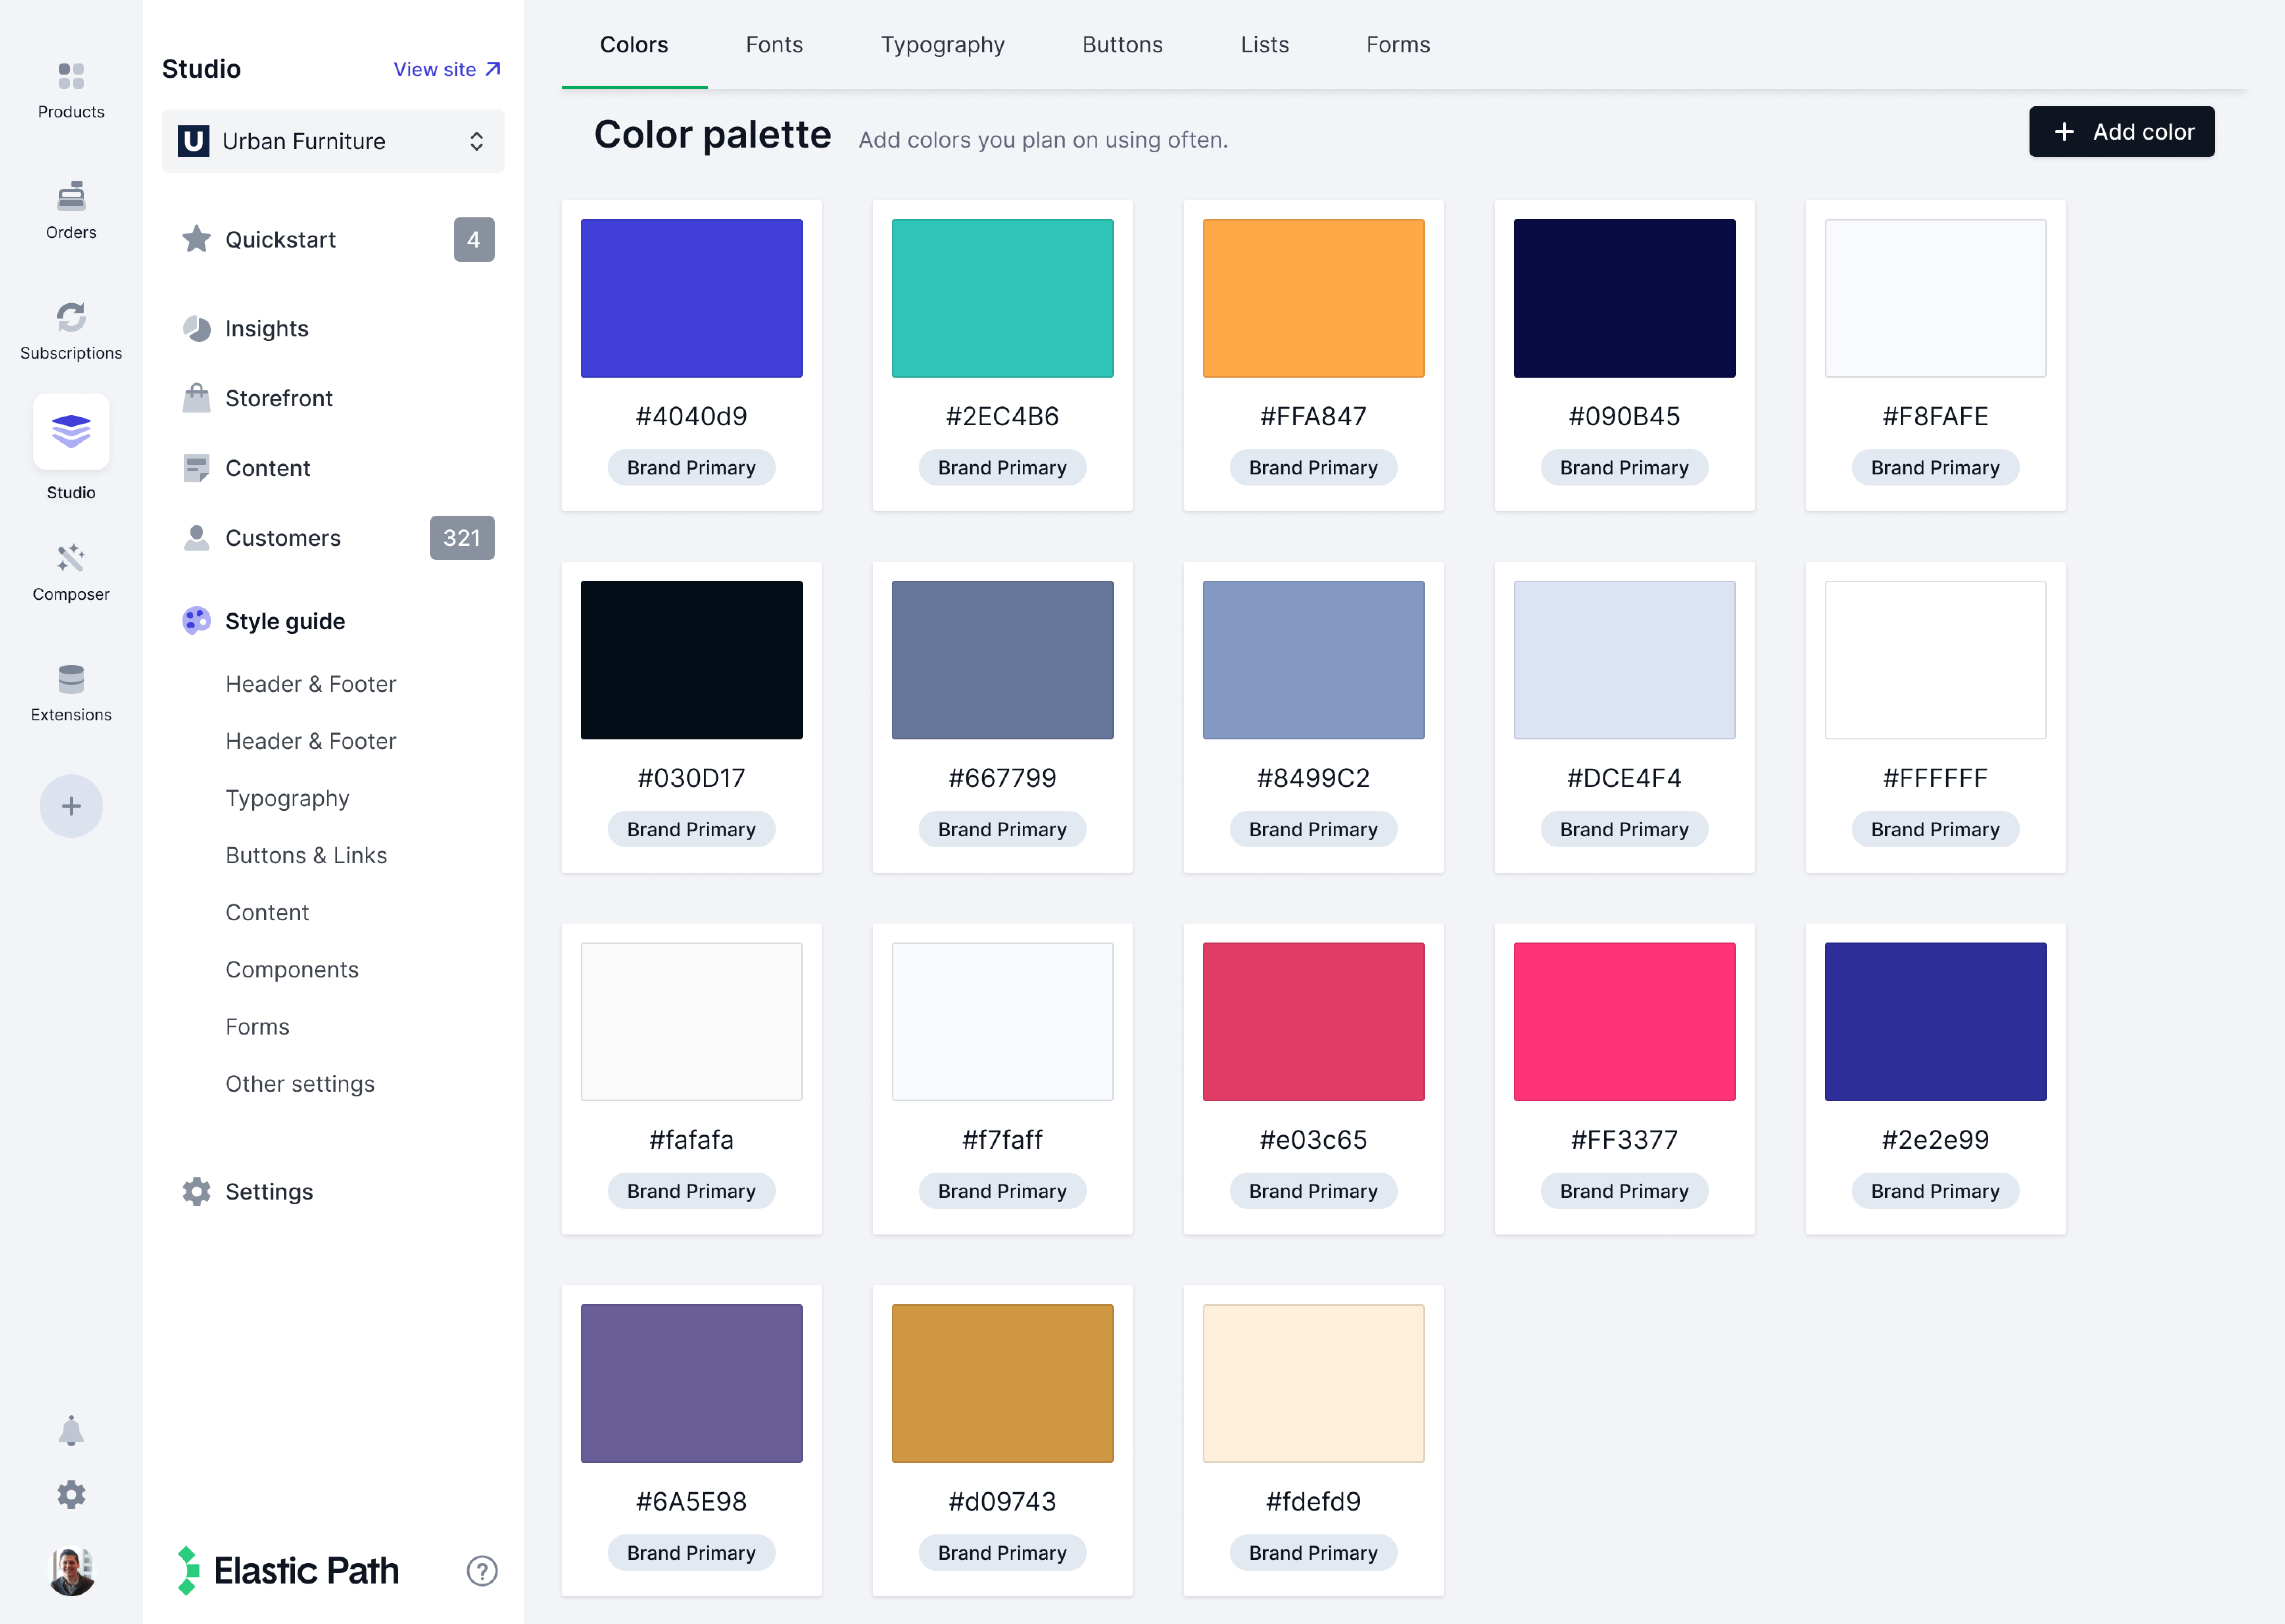 Products
Orders
Subscriptions
Studio
Composer
Extensions
Studio
View site
U Urban Furniture
Quickstart 4
Insights
Storefront
Content
Customers 321
Style guide
Header & Footer
Header & Footer
Typography
Buttons & Links
Content
Components
Forms
Other settings
Settings
Elastic Path ?
Colors Fonts Typography Buttons Lists Forms
Color palette Add colors you plan on using often.
+ Add color
#4040d9 #2EC4B6 #FFA847 #090B45 #F8FAFE
Brand Primary Brand Primary Brand Primary Brand Primary Brand Primary
#030D17 #667799 #8499C2 #DCE4F4 #FFFFFF
Brand Primary Brand Primary Brand Primary Brand Primary Brand Primary
#fafafa #f7faff #e03c65 #FF3377 #2e2e99
Brand Primary Brand Primary Brand Primary Brand Primary Brand Primary
#6A5E98 #d09743 #fdefd9
Brand Primary Brand Primary Brand Primary